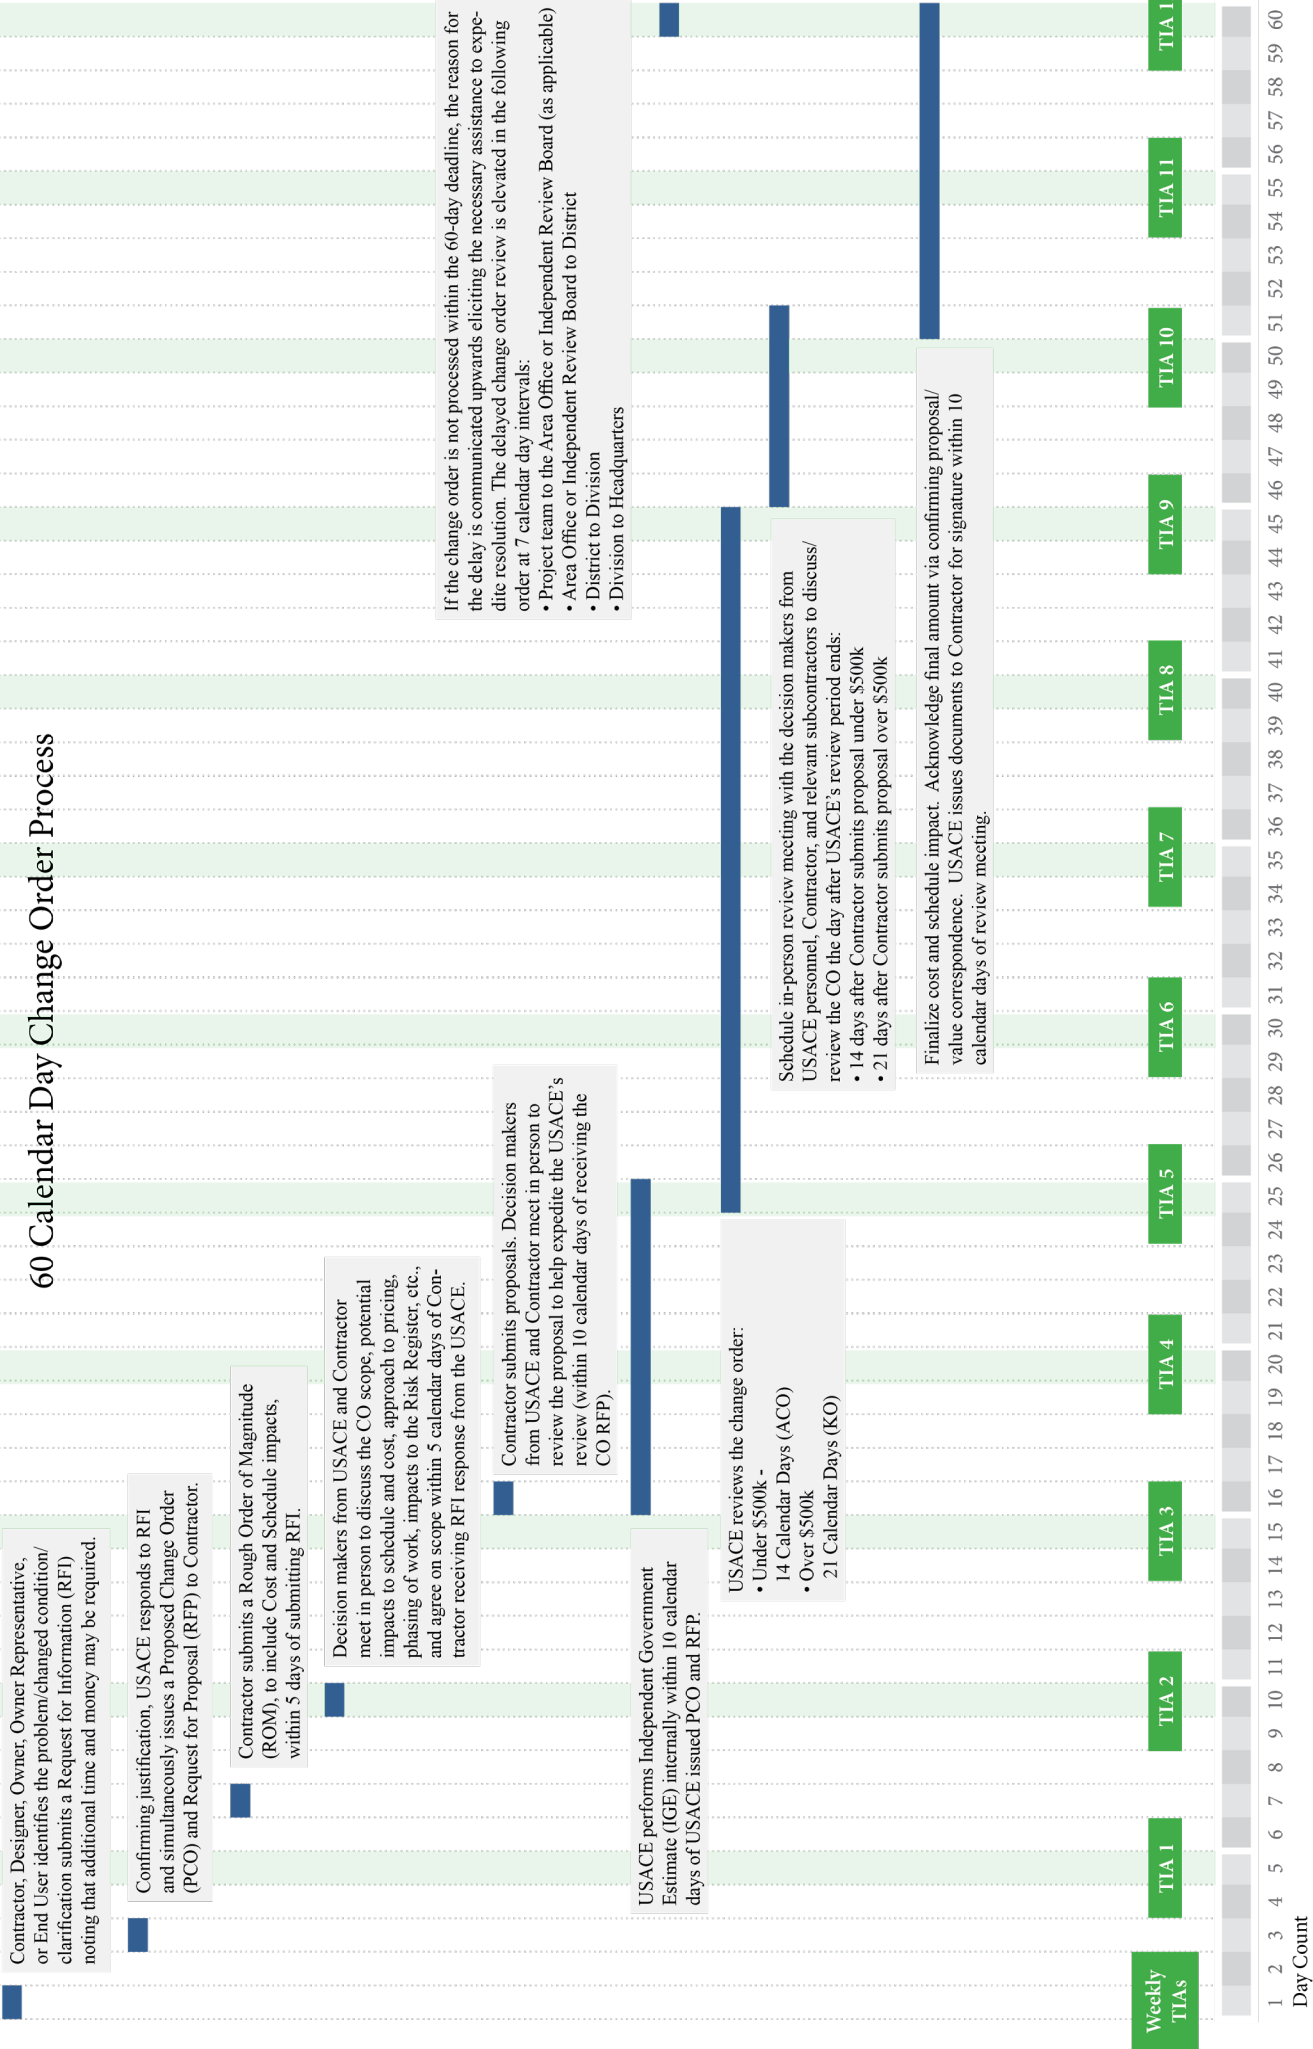 60 Calendar Day Change Order Process
Contractor, Designer, Owner, Owner Representative,
or End User identifies the problem/changed condition/
clarification submits a Request for Information (RFI)
noting that additional time and money may be required.
Confirming justification, USACE responds to RFI
and simultaneously issues a Proposed Change Order
(PCO) and Request for Proposal (RFP) to Contractor.
Contractor submits a Rough Order of Magnitude
(ROM), to include Cost and Schedule impacts,
within 5 days of submitting RFI.
Decision makers from USACE and Contractor
meet in person to discuss the CO scope, potential
impacts to schedule and cost, approach to pricing,
phasing of work, impacts to the Risk Register, etc.,
and agree on scope within 5 calendar days of Con-
tractor receiving RFI response from the USACE.
If the change order is not processed within the 60-day deadline, the reason for
the delay is communicated upwards eliciting the necessary assistance to expe-
dite resolution. The delayed change order review is elevated in the following
order at 7 calendar day intervals:
• Project team to the Area Office or Independent Review Board (as applicable)
• Area Office or Independent Review Board to District
• District to Division
• Division to Headquarters
Contractor submits proposals. Decision makers
from USACE and Contractor meet in person to
review the proposal to help expedite the USACE's
review (within 10 calendar days of receiving the
CO RFP).
USACE performs Independent Government
Estimate (IGE) internally within 10 calendar
days of USACE issued PCO and RFP.
USACE reviews the change order:
• Under $500k -
14 Calendar Days (ACO)
• Over $500k
21 Calendar Days (KO)
Schedule in-person review meeting with the decision makers from
USACE personnel, Contractor, and relevant subcontractors to discuss/
review the CO the day after USACE's review period ends:
• 14 days after Contractor submits proposal under $500k
• 21 days after Contractor submits proposal over $500k
Finalize cost and schedule impact. Acknowledge final amount via confirming proposal/
value correspondence. USACE issues documents to Contractor for signature within 10
calendar days of review meeting.
Weekly
TIAs
TIA 1
TIA 2
TIA 3
TIA 4
TIA 5
TIA 6
TIA 7
TIA 8
TIA 9
TIA 10
TIA 11
TIA 1
1 2 3 4 5 6 7 8 9 10 11 12 13 14 15 16 17 18 19 20 21 22 23 24 25 26 27 28 29 30 31 32 33 34 35 36 37 38 39 40 41 42 43 44 45 46 47 48 49 50 51 52 53 54 55 56 57 58 59 60
Day Count